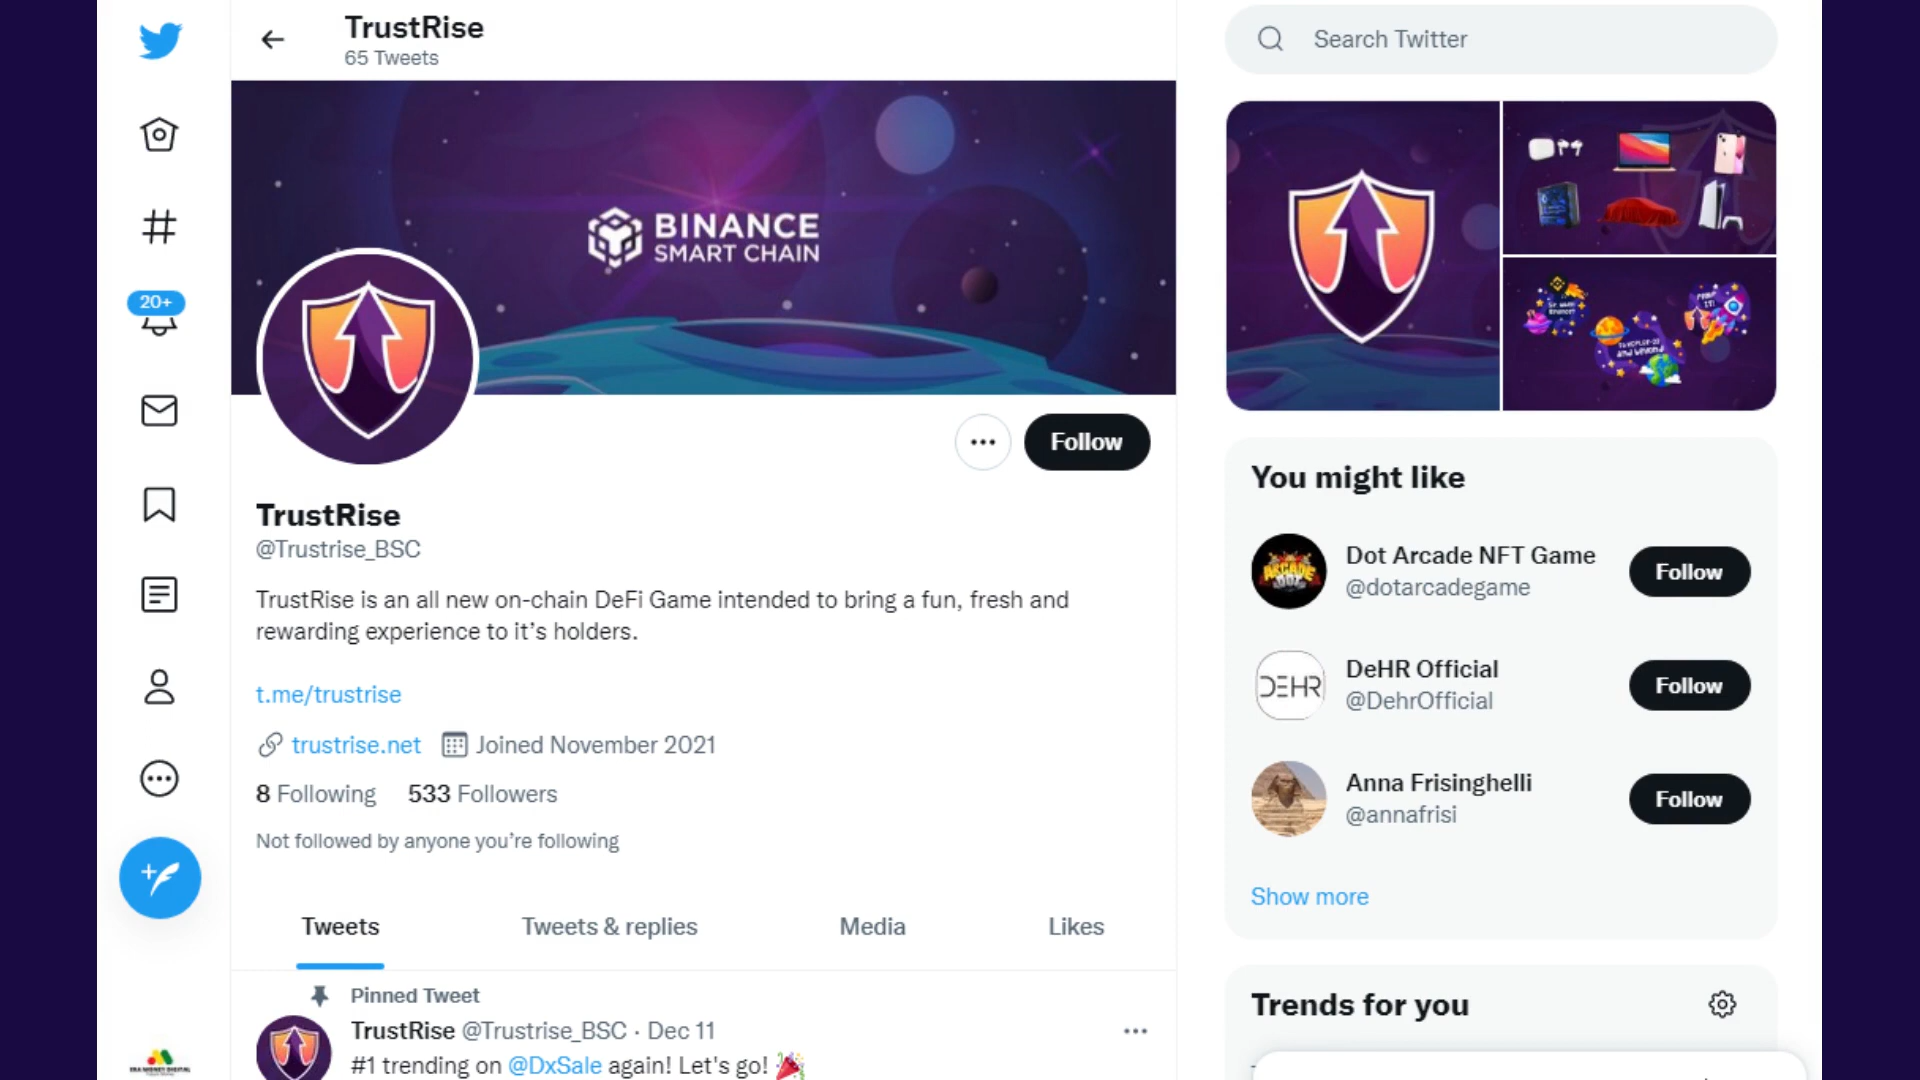 TrustRise
65 Tweets
Search Twitter
BINANCE
SMART CHAIN
20+
Follow
TrustRise
@Trustrise_BSC
TrustRise is an all new on-chain DeFi Game intended to bring a fun, fresh and
rewarding experience to it’s holders.
t.me/trustrise
trustrise.net Joined November 2021
8 Following 533 Followers
Not followed by anyone you’re following
Tweets Tweets & replies Media Likes
Pinned Tweet
TrustRise @Trustrise_BSC · Dec 11
#1 trending on @DxSale again! Let's go!
You might like
ARCADE
DOT
Dot Arcade NFT Game
@dotarcadegame
Follow
DEHR
DeHR Official
@DehrOfficial
Follow
Anna Frisinghelli
@annafrisi
Follow
Show more
Trends for you